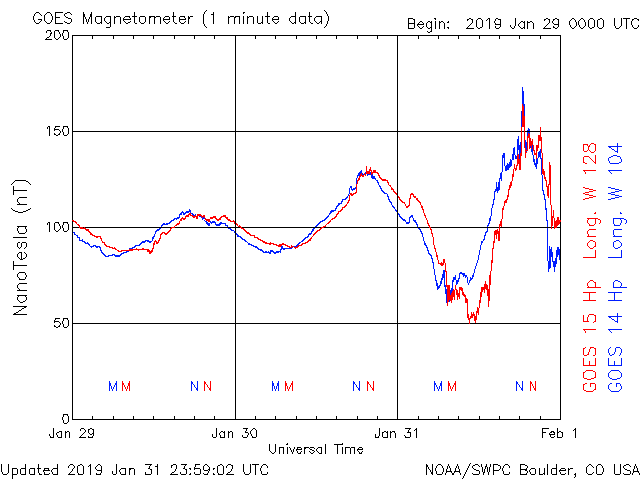 GOES Magnetometer (1 minute data)
Begin: 2019 Jan 29 0000 UTC
200
150
100
50
0
NanoTesla (nT)
M M N N M M N N M M N N
Jan 29 Jan 30 Jan 31 Feb 1
Universal Time
GOES 15 Hp Long. W 128
GOES 14 Hp Long. W 104
Updated 2019 Jan 31 23:59:02 UTC
NOAA/SWPC Boulder, CO USA